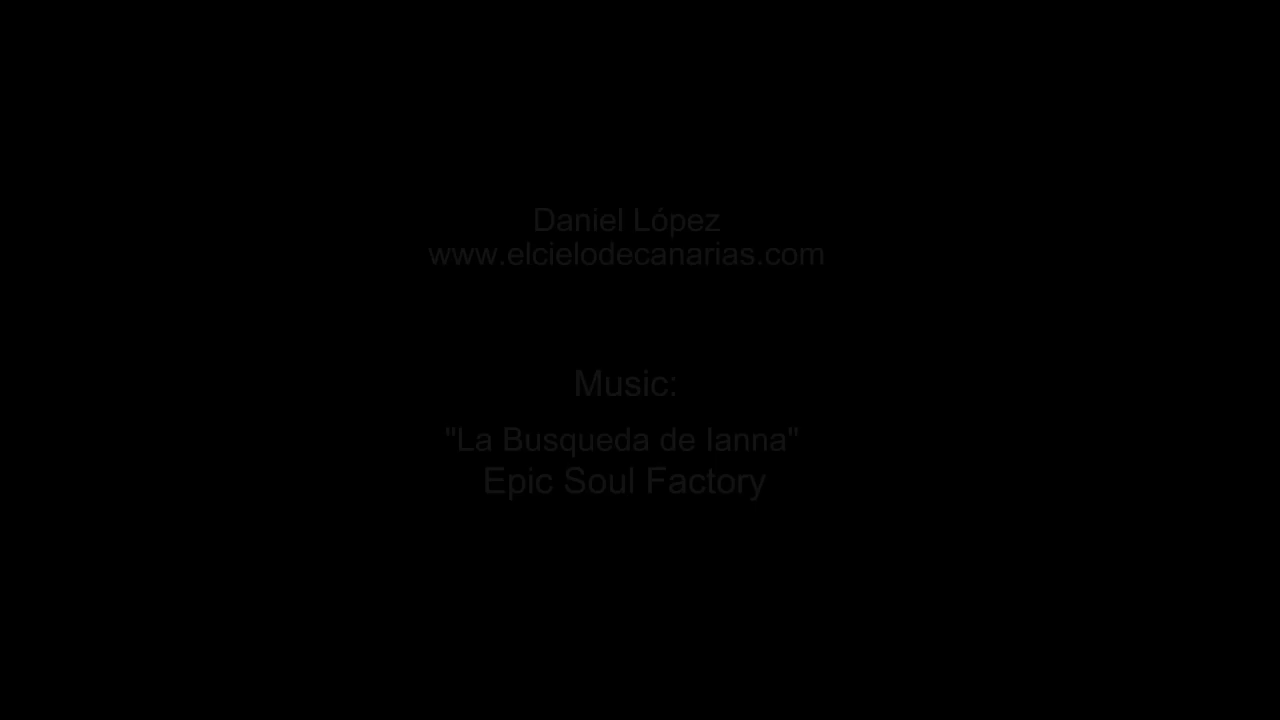 Daniel López
www.elcielodecanarias.com
Music:
"La Busqueda de Ianna"
Epic Soul Factory